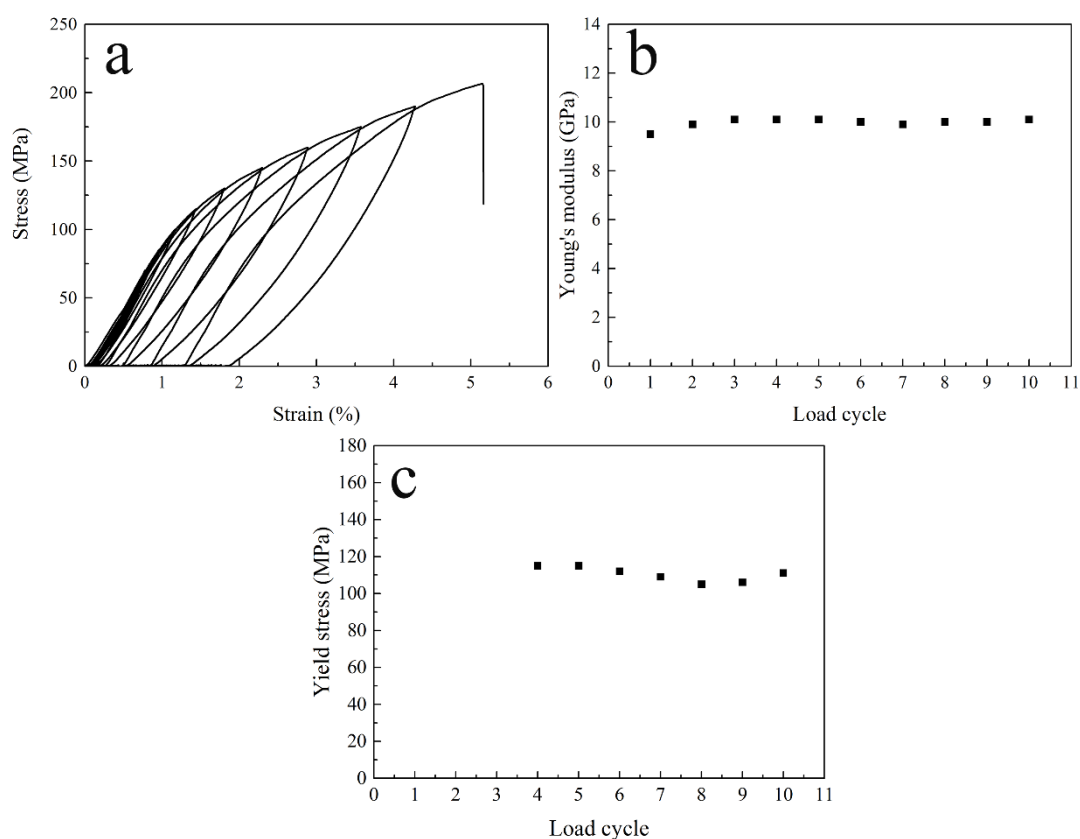 a
250
200
150
100
50
0
Stress (MPa)
0 1 2 3 4 5 6
Strain (%)
b
14
12
10
8
6
4
2
0
Young's modulus (GPa)
0 1 2 3 4 5 6 7 8 9 10 11
Load cycle
c
180
160
140
120
100
80
60
40
20
0
Yield stress (MPa)
0 1 2 3 4 5 6 7 8 9 10 11
Load cycle